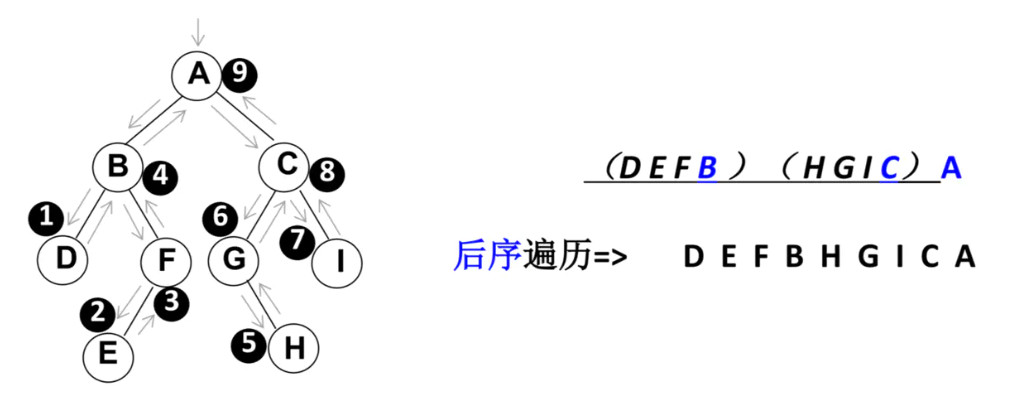 A 9
B 4 C 8
（D E F B ） （H G I C）A
1 6 7
D F G I
后序遍历=> D E F B H G I C A
2 3 5
E H